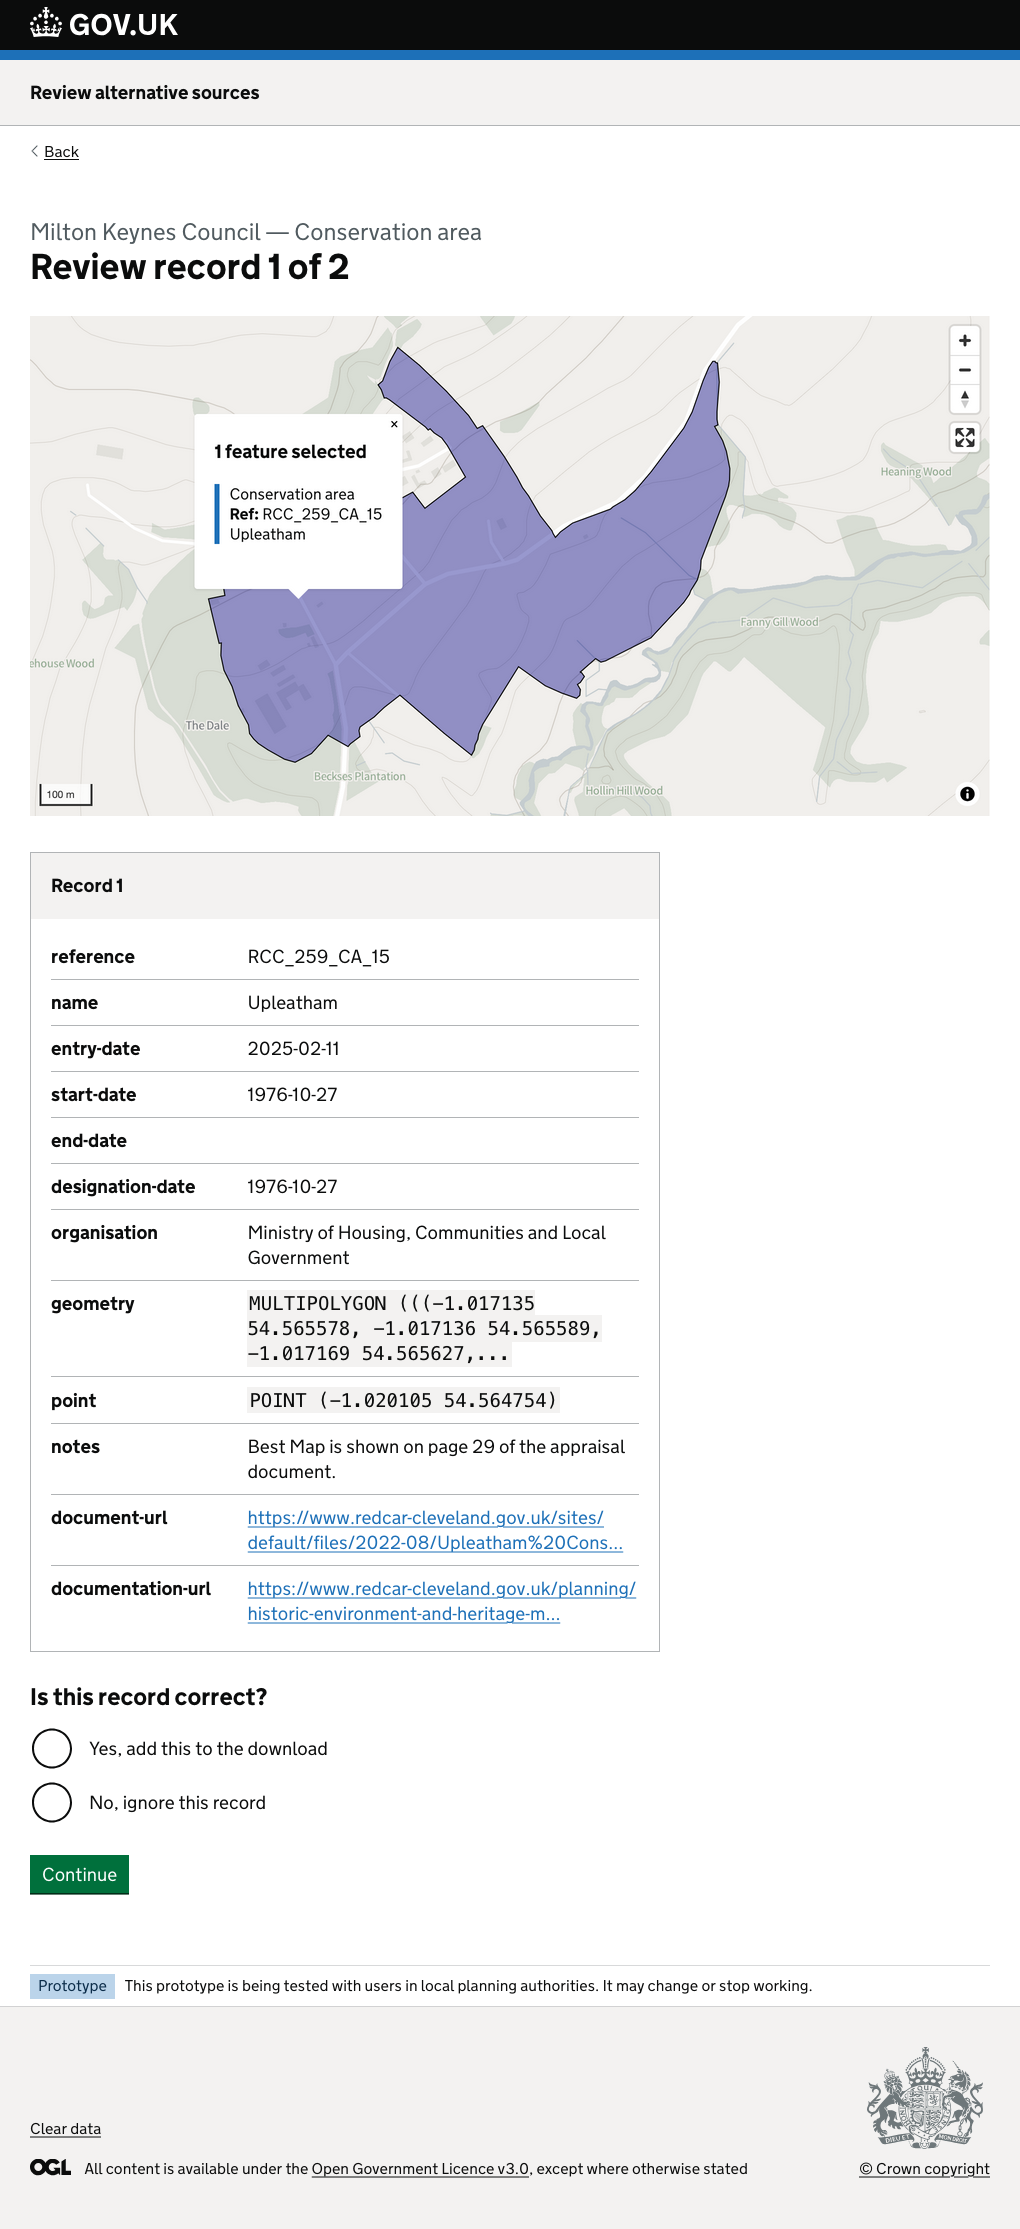 GOV.UK
Review alternative sources
Back
Milton Keynes Council — Conservation area
Review record 1 of 2
×
1 feature selected
Conservation area
Ref: RCC_259_CA_15
Upleatham
Heaning Wood
Fanny Gill Wood
ehouse Wood
The Dale
Beckses Plantation
Hollin Hill Wood
100 m
Record 1
reference RCC_259_CA_15
name Upleatham
entry-date 2025-02-11
start-date 1976-10-27
end-date
designation-date 1976-10-27
organisation Ministry of Housing, Communities and Local
Government
geometry MULTIPOLYGON (((-1.017135
54.565578, -1.017136 54.565589,
-1.017169 54.565627,...
point POINT (-1.020105 54.564754)
notes Best Map is shown on page 29 of the appraisal
document.
document-url https://www.redcar-cleveland.gov.uk/sites/
default/files/2022-08/Upleatham%20Cons...
documentation-url https://www.redcar-cleveland.gov.uk/planning/
historic-environment-and-heritage-m...
Is this record correct?
Yes, add this to the download
No, ignore this record
Continue
Prototype This prototype is being tested with users in local planning authorities. It may change or stop working.
Clear data
OGL All content is available under the Open Government Licence v3.0, except where otherwise stated
© Crown copyright